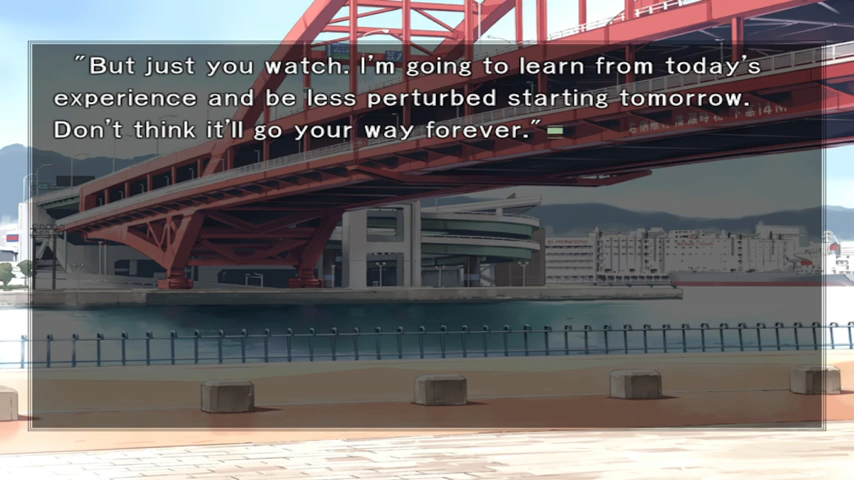 "But just you watch. I'm going to learn from today's
experience and be less perturbed starting tomorrow.
Don't think it'll go your way forever."